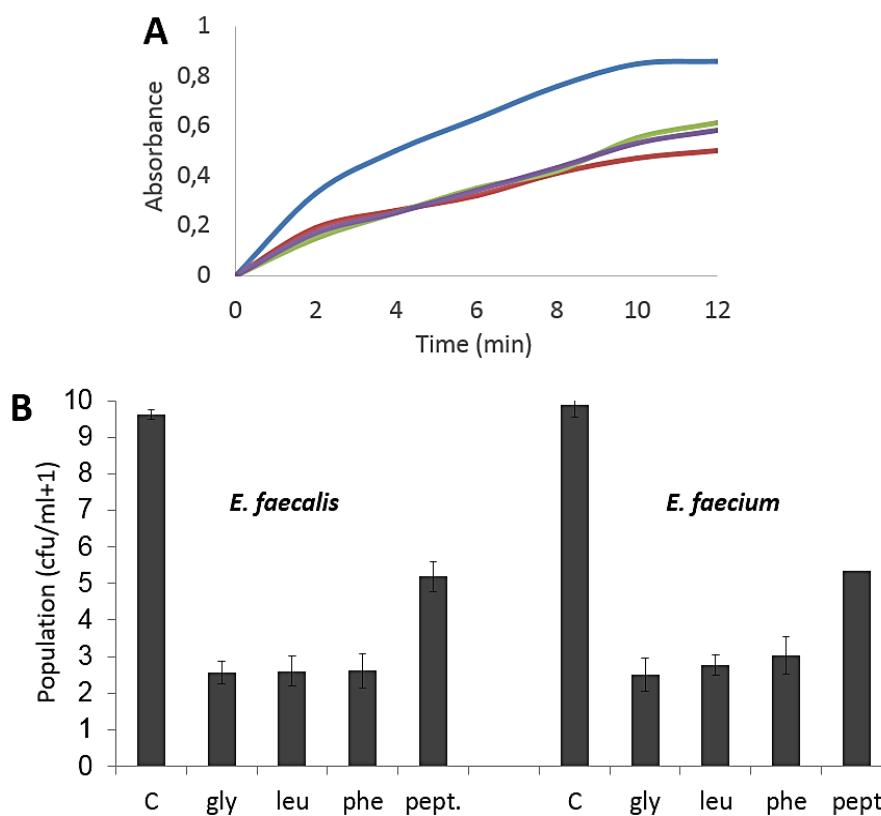 A
1
0,8
0,6
0,4
0,2
0
Absorbance
0 2 4 6 8 10 12
Time (min)
B
10
9
8
7
6
5
4
3
2
1
0
Population (cfu/ml+1)
E. faecalis E. faecium
C gly leu phe pept. C gly leu phe pept